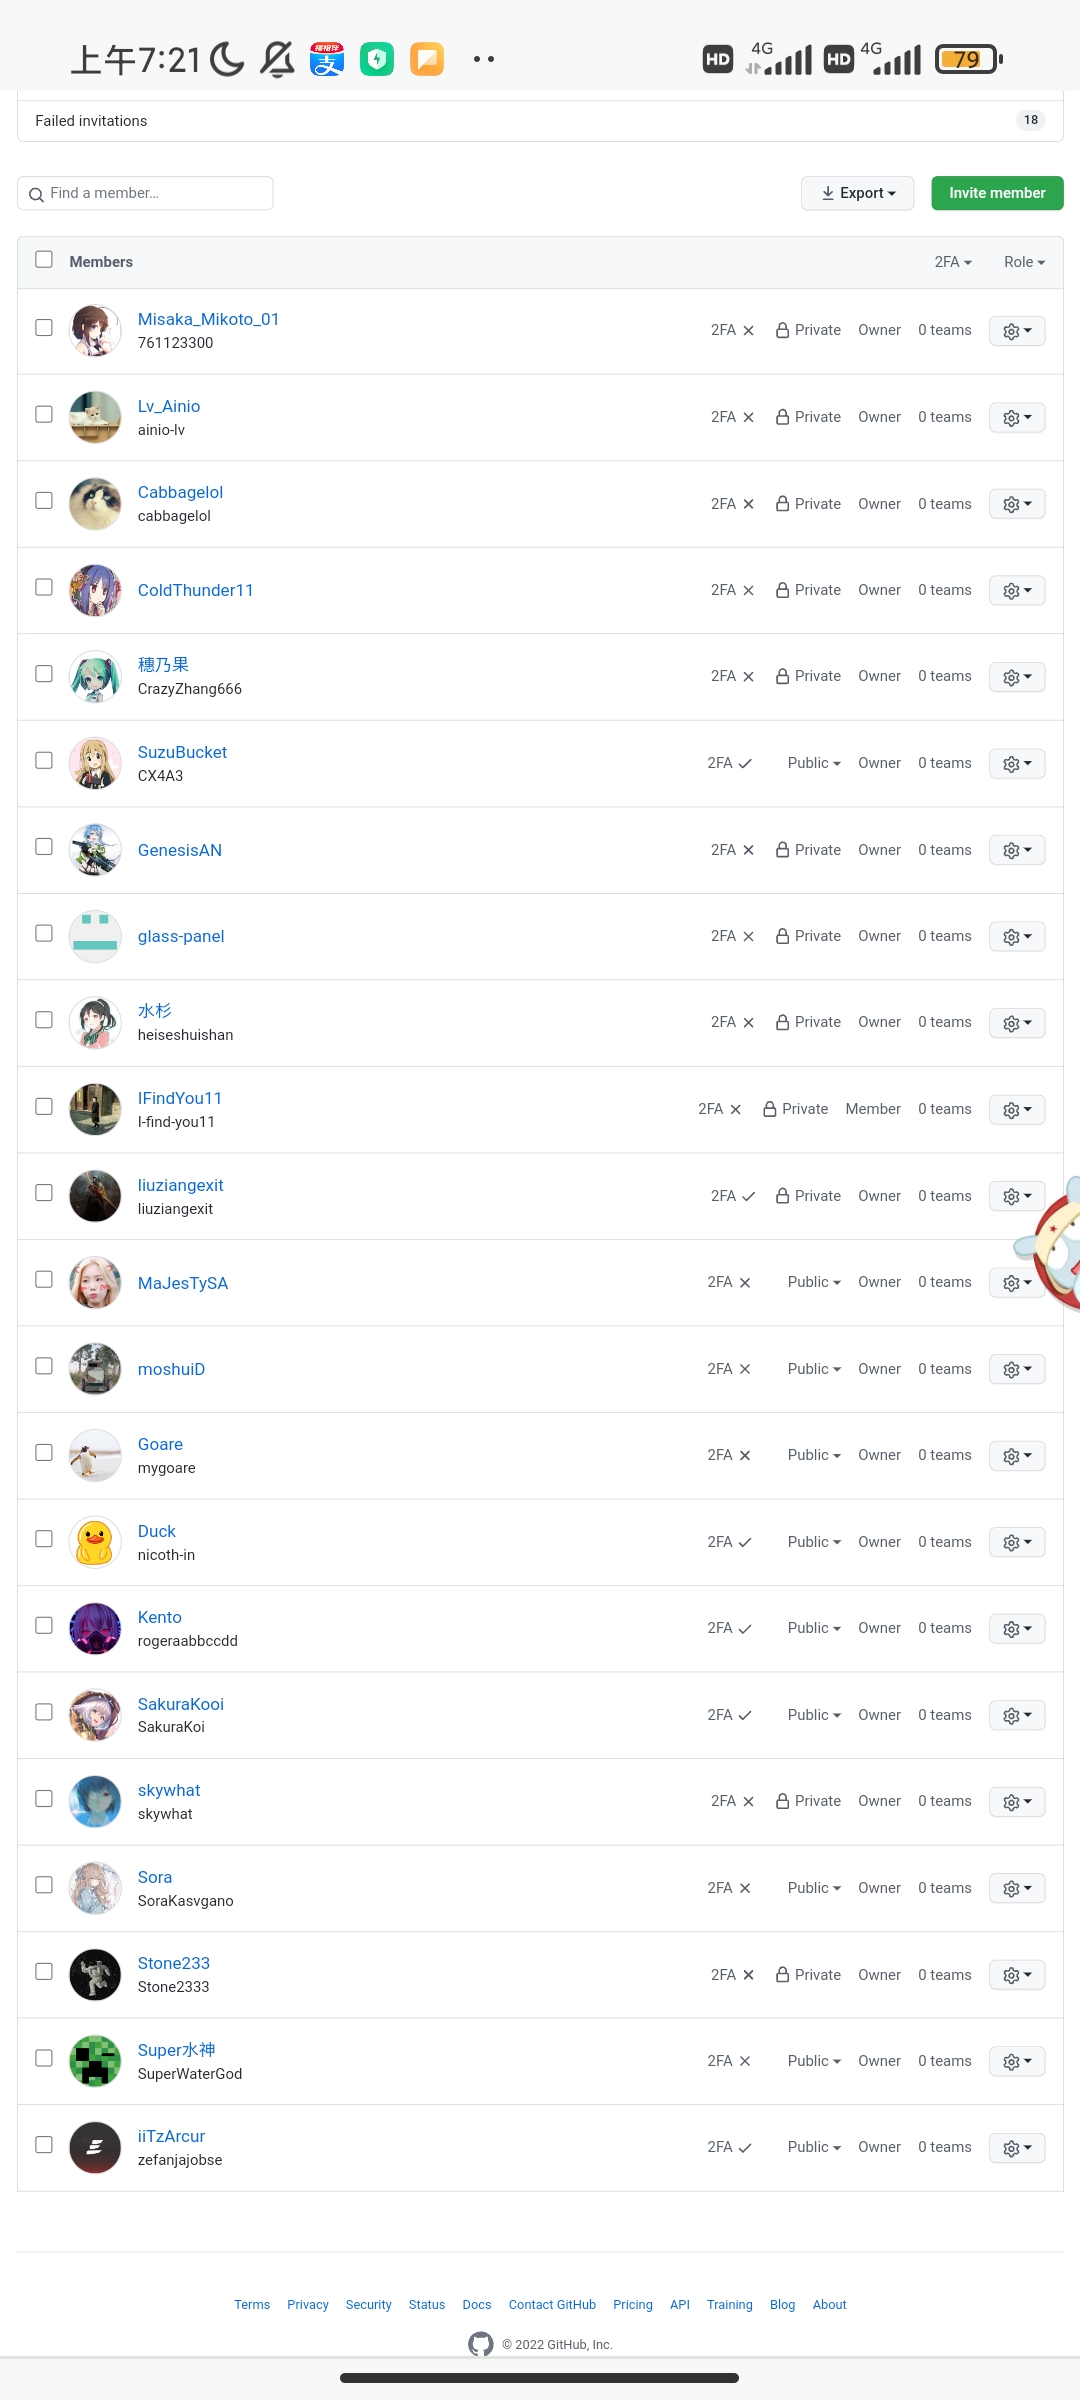 上午7:21 HD 4G HD 4G 79
Failed invitations 18
Find a member... Export Invite member
Members 2FA Role
Misaka_Mikoto_01
761123300
2FA Private Owner 0 teams
Lv_Ainio
ainio-lv
2FA Private Owner 0 teams
Cabbagelol
cabbagelol
2FA Private Owner 0 teams
ColdThunder11
2FA Private Owner 0 teams
穗乃果
CrazyZhang666
2FA Private Owner 0 teams
SuzuBucket
CX4A3
2FA Public Owner 0 teams
GenesisAN
2FA Private Owner 0 teams
glass-panel
2FA Private Owner 0 teams
水杉
heiseshuishan
2FA Private Owner 0 teams
IFindYou11
I-find-you11
2FA Private Member 0 teams
liuziangexit
liuziangexit
2FA Private Owner 0 teams
MaJesTySA
2FA Public Owner 0 teams
moshuiD
2FA Public Owner 0 teams
Goare
mygoare
2FA Public Owner 0 teams
Duck
nicoth-in
2FA Public Owner 0 teams
Kento
rogeraabbccdd
2FA Public Owner 0 teams
SakuraKooi
SakuraKoi
2FA Public Owner 0 teams
skywhat
skywhat
2FA Private Owner 0 teams
Sora
SoraKasvgano
2FA Public Owner 0 teams
Stone233
Stone2333
2FA Private Owner 0 teams
Super水神
SuperWaterGod
2FA Public Owner 0 teams
iiTzArcur
zefanjajobse
2FA Public Owner 0 teams
Terms Privacy Security Status Docs Contact GitHub Pricing API Training Blog About
© 2022 GitHub, Inc.